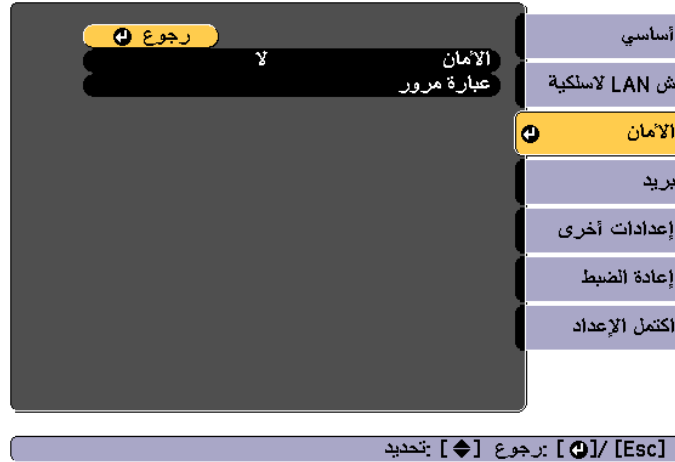 أساسي
ش LAN لاسلكية
الأمان
بريد
إعدادات أخرى
إعادة الضبط
اكتمل الإعداد
رجوع
الأمان لا
عبارة مرور
[Esc] /[ ] :رجوع [ ] :تحديد